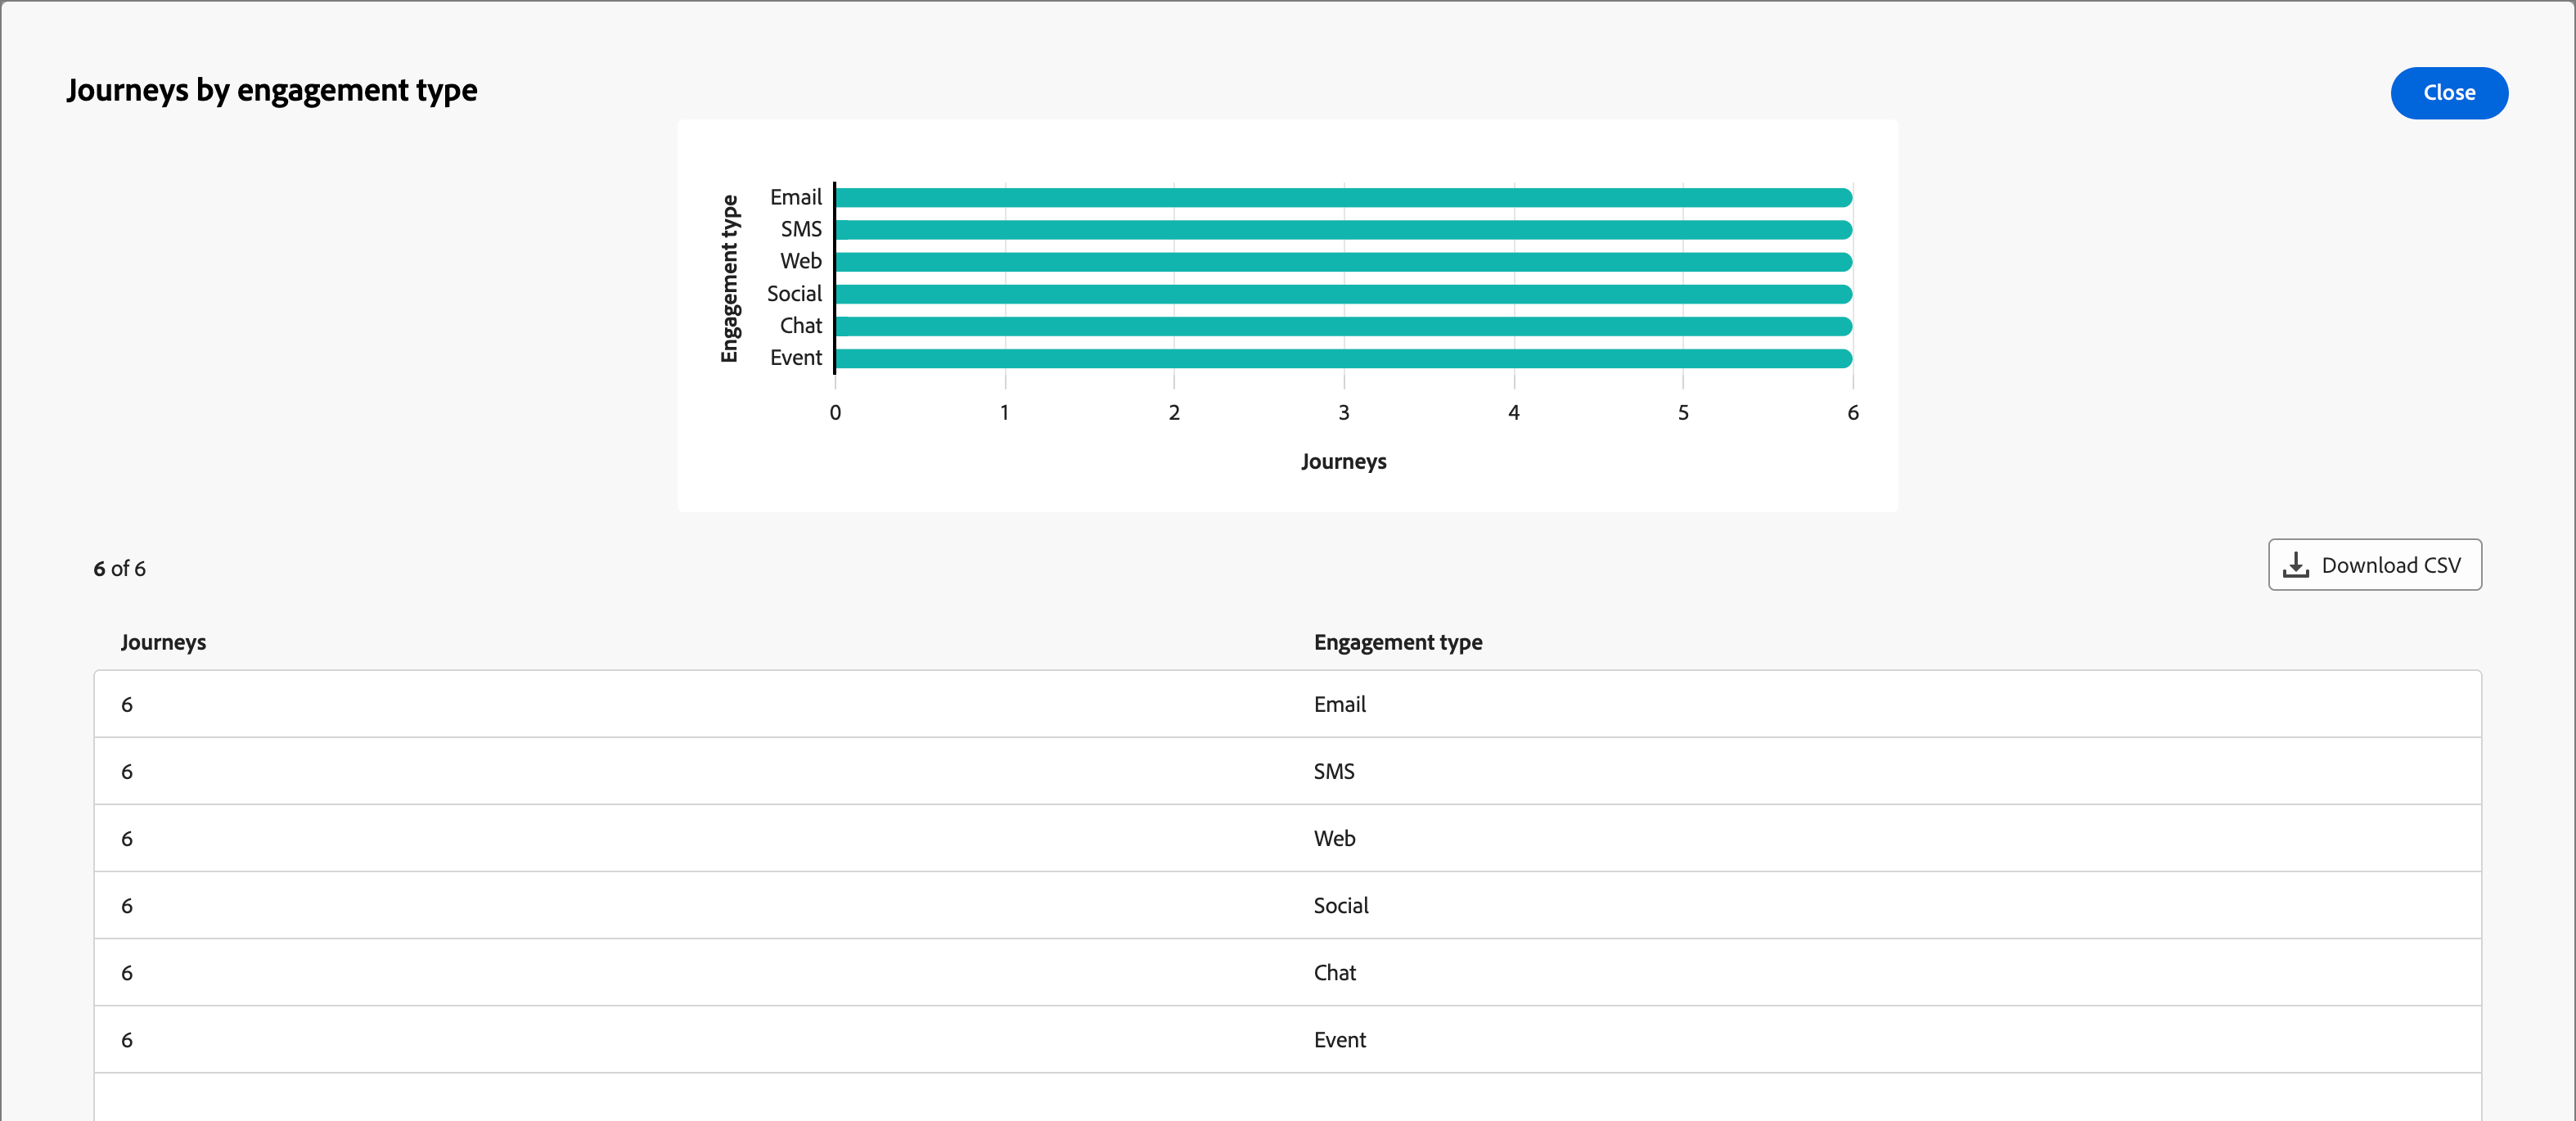 Journeys by engagement type
Close
Engagement type
Email
SMS
Web
Social
Chat
Event
0 1 2 3 4 5 6
Journeys
6 of 6
Download CSV
Journeys Engagement type
6 Email
6 SMS
6 Web
6 Social
6 Chat
6 Event